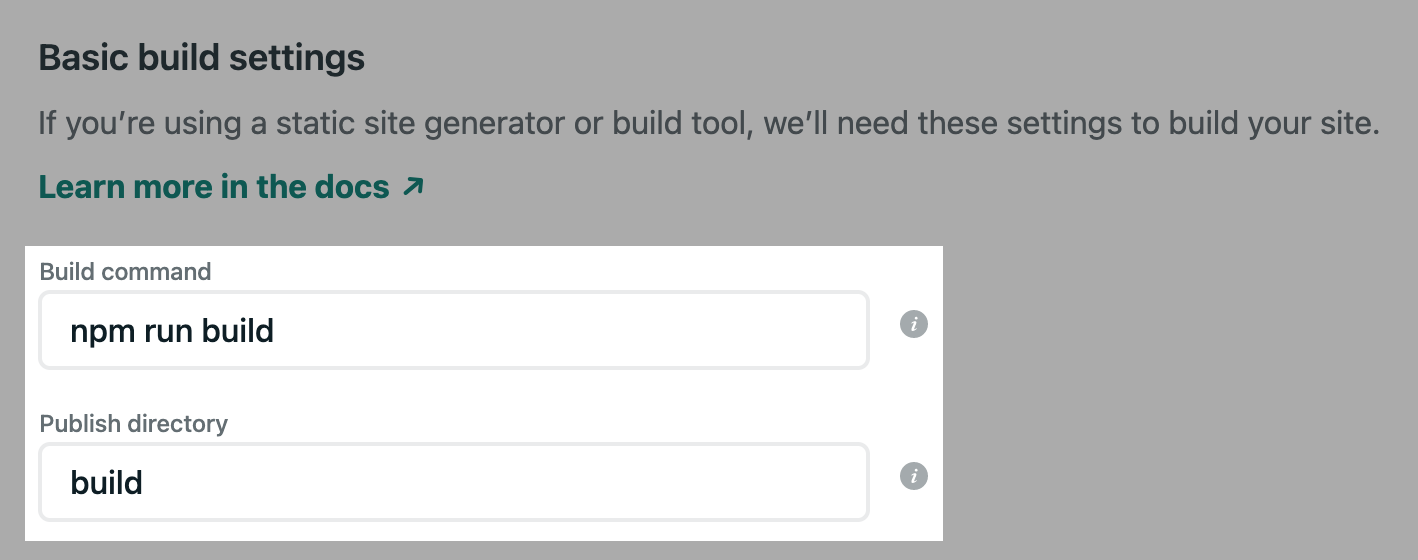 Basic build settings
If you’re using a static site generator or build tool, we’ll need these settings to build your site.
Learn more in the docs ↗
Build command
npm run build
i
Publish directory
build
i